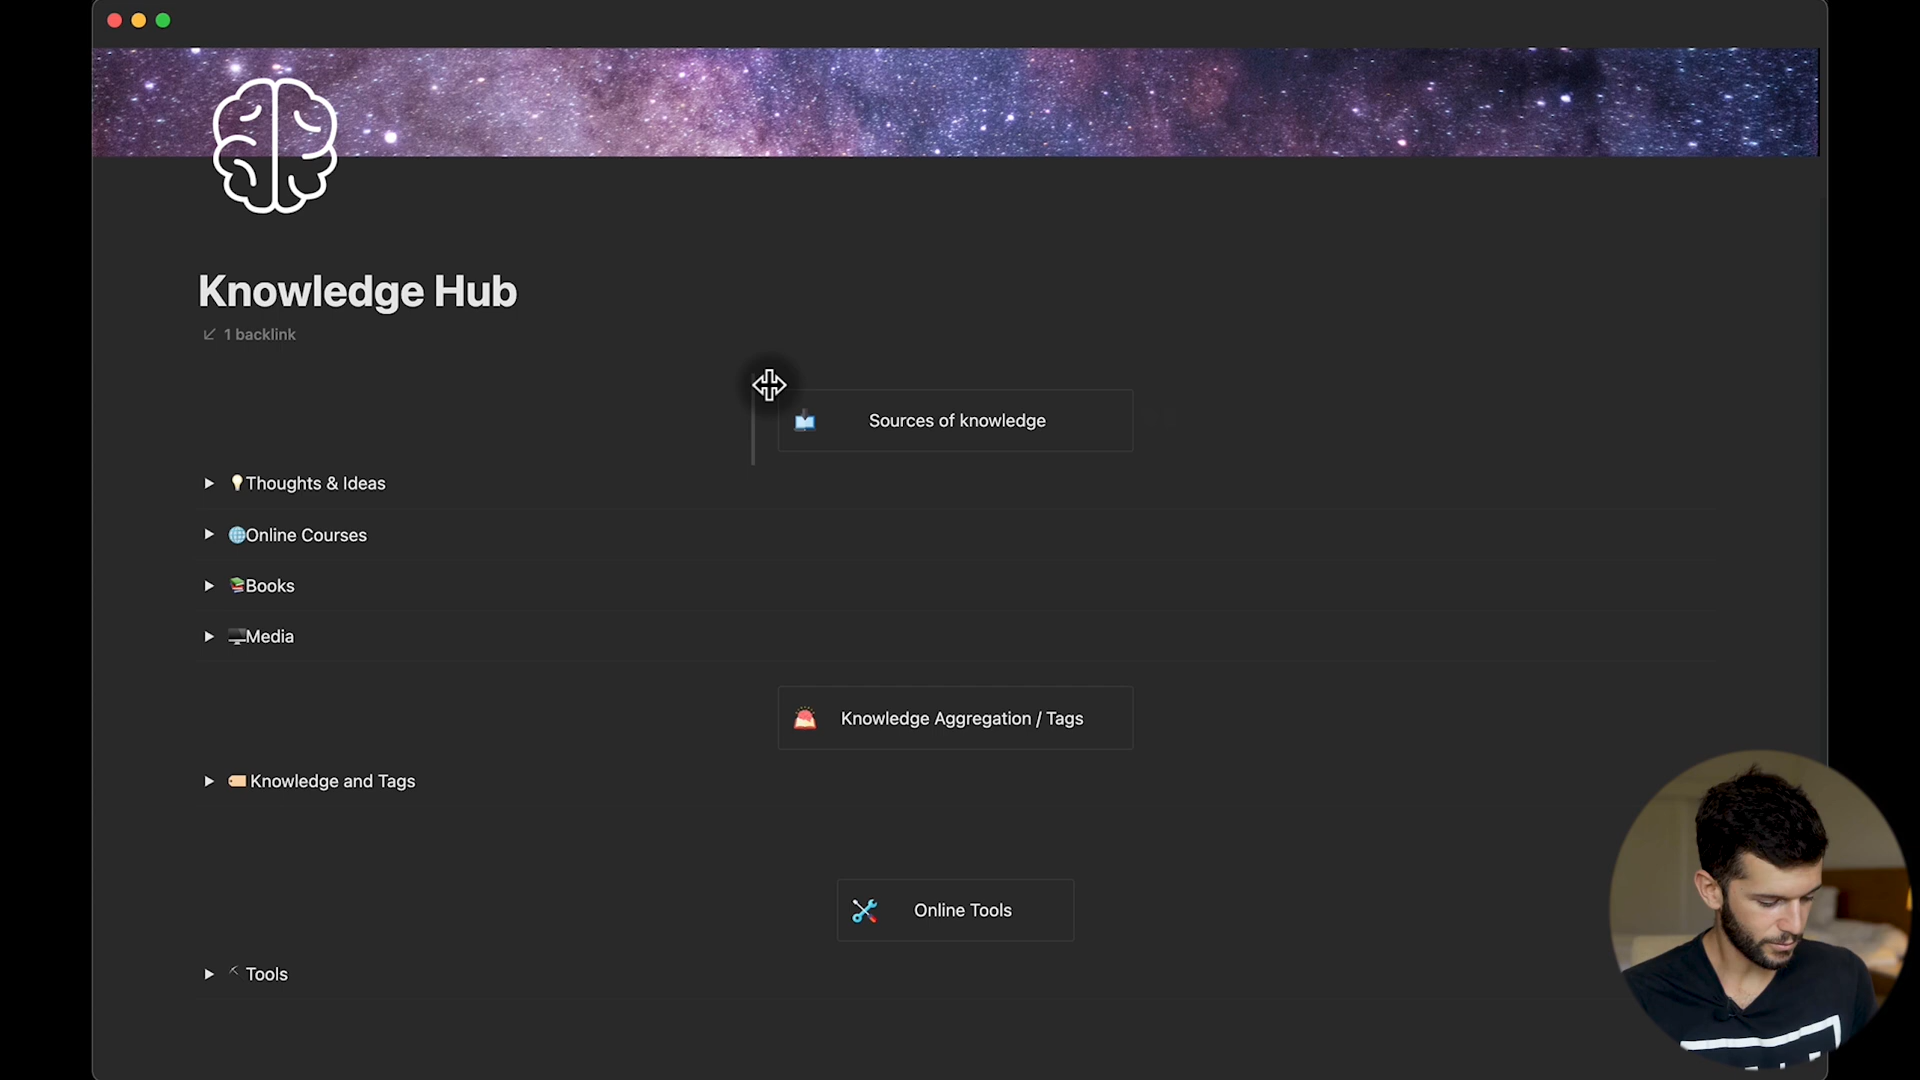 Knowledge Hub
1 backlink
Sources of knowledge
Thoughts & Ideas
Online Courses
Books
Media
Knowledge Aggregation / Tags
Knowledge and Tags
Online Tools
Tools